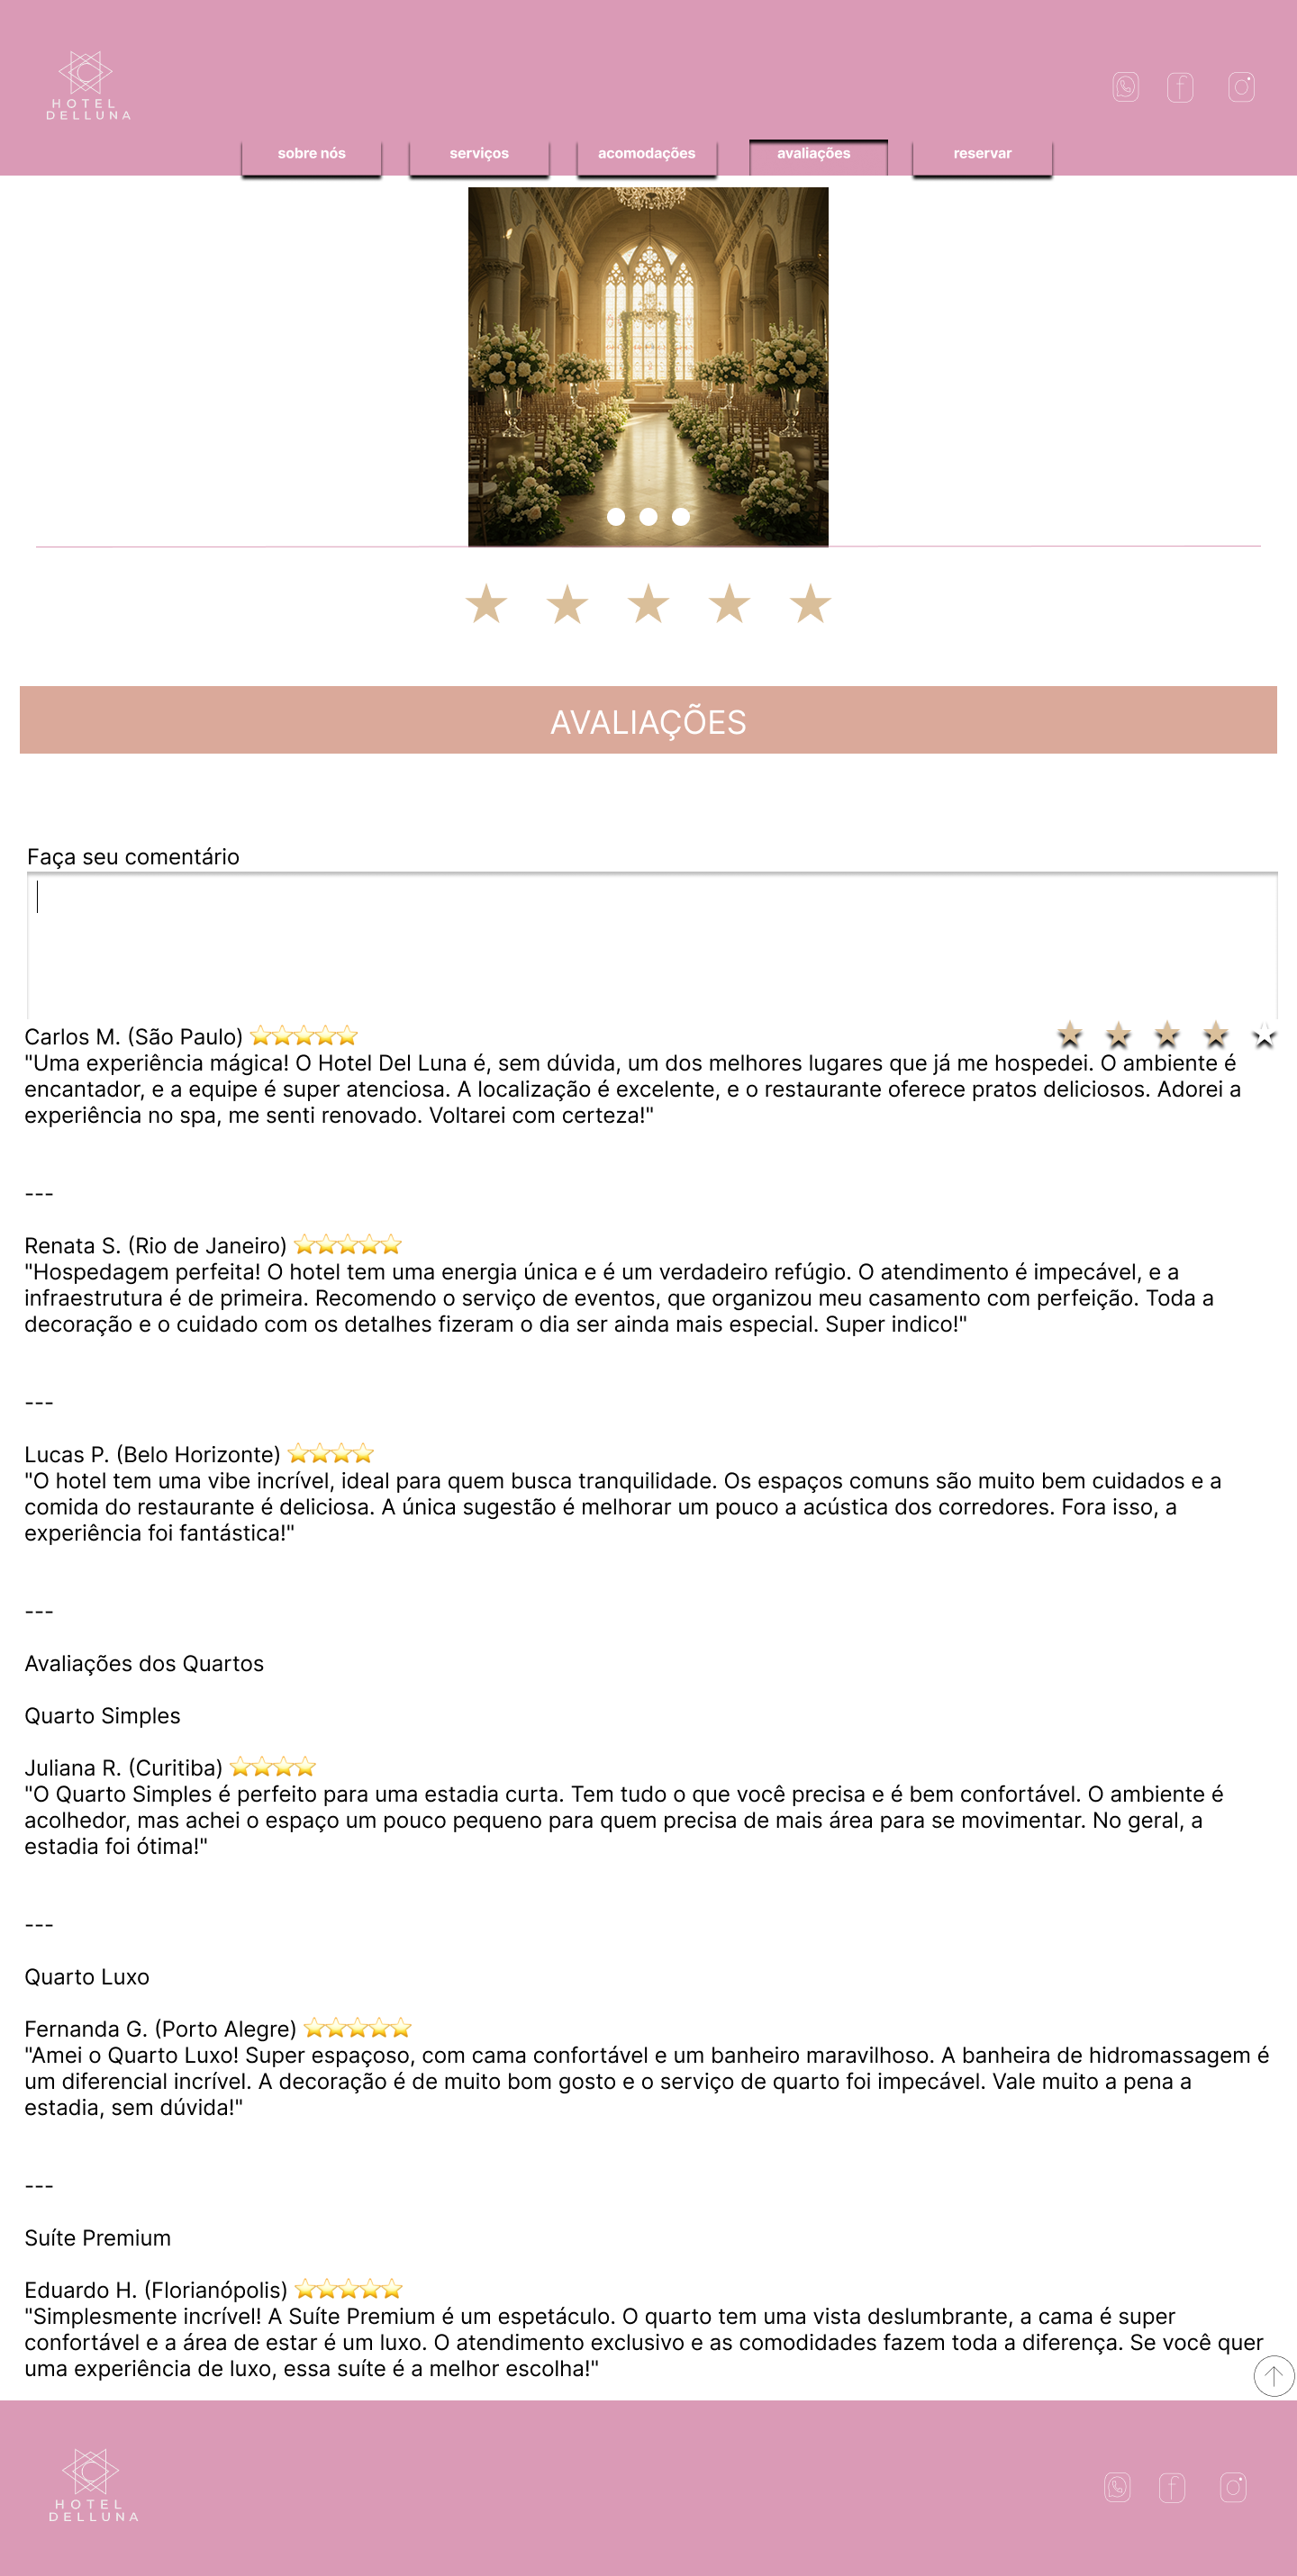 HOTEL
DELLUNA
sobre nós
serviços
acomodações
avaliações
reservar
AVALIAÇÕES
Faça seu comentário
Carlos M. (São Paulo) ⭐⭐⭐⭐⭐
"Uma experiência mágica! O Hotel Del Luna é, sem dúvida, um dos melhores lugares que já me hospedei. O ambiente é
encantador, e a equipe é super atenciosa. A localização é excelente, e o restaurante oferece pratos deliciosos. Adorei a
experiência no spa, me senti renovado. Voltarei com certeza!"
---
Renata S. (Rio de Janeiro) ⭐⭐⭐⭐⭐
"Hospedagem perfeita! O hotel tem uma energia única e é um verdadeiro refúgio. O atendimento é impecável, e a
infraestrutura é de primeira. Recomendo o serviço de eventos, que organizou meu casamento com perfeição. Toda a
decoração e o cuidado com os detalhes fizeram o dia ser ainda mais especial. Super indico!"
---
Lucas P. (Belo Horizonte) ⭐⭐⭐⭐
"O hotel tem uma vibe incrível, ideal para quem busca tranquilidade. Os espaços comuns são muito bem cuidados e a
comida do restaurante é deliciosa. A única sugestão é melhorar um pouco a acústica dos corredores. Fora isso, a
experiência foi fantástica!"
---
Avaliações dos Quartos
Quarto Simples
Juliana R. (Curitiba) ⭐⭐⭐⭐
"O Quarto Simples é perfeito para uma estadia curta. Tem tudo o que você precisa e é bem confortável. O ambiente é
acolhedor, mas achei o espaço um pouco pequeno para quem precisa de mais área para se movimentar. No geral, a
estadia foi ótima!"
---
Quarto Luxo
Fernanda G. (Porto Alegre) ⭐⭐⭐⭐⭐
"Amei o Quarto Luxo! Super espaçoso, com cama confortável e um banheiro maravilhoso. A banheira de hidromassagem é
um diferencial incrível. A decoração é de muito bom gosto e o serviço de quarto foi impecável. Vale muito a pena a
estadia, sem dúvida!"
---
Suíte Premium
Eduardo H. (Florianópolis) ⭐⭐⭐⭐⭐
"Simplesmente incrível! A Suíte Premium é um espetáculo. O quarto tem uma vista deslumbrante, a cama é super
confortável e a área de estar é um luxo. O atendimento exclusivo e as comodidades fazem toda a diferença. Se você quer
uma experiência de luxo, essa suíte é a melhor escolha!"
HOTEL
DELLUNA